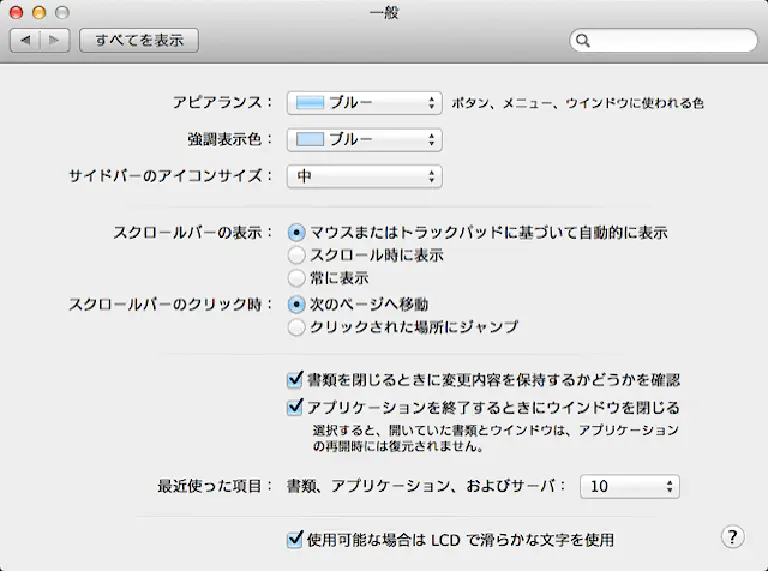 一般
すべてを表示
アピアランス： ブルー ボタン、メニュー、ウインドウに使われる色
強調表示色： ブルー
サイドバーのアイコンサイズ： 中
スクロールバーの表示： マウスまたはトラックパッドに基づいて自動的に表示
スクロール時に表示
常に表示
スクロールバーのクリック時： 次のページへ移動
クリックされた場所にジャンプ
書類を閉じるときに変更内容を保持するかどうかを確認
アプリケーションを終了するときにウインドウを閉じる
選択すると、開いていた書類とウインドウは、アプリケーション
の再開時には復元されません。
最近使った項目： 書類、アプリケーション、およびサーバ： 10
使用可能な場合は LCD で滑らかな文字を使用 ?